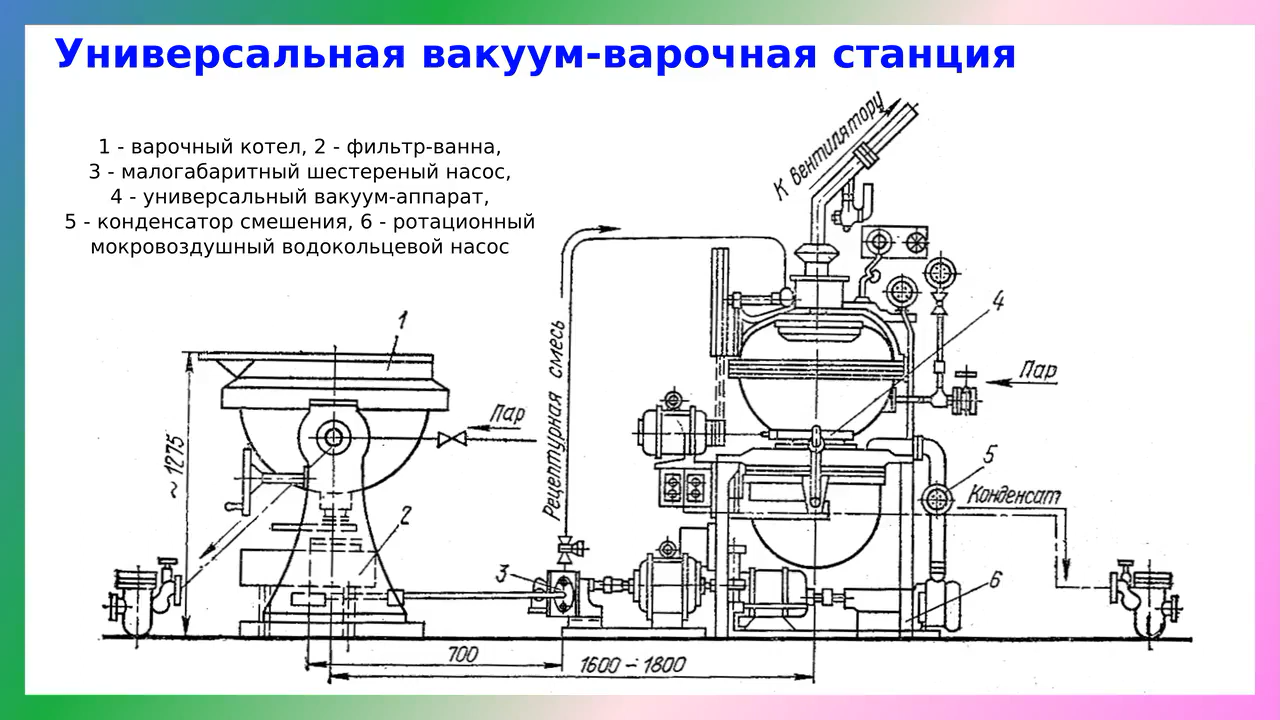 Универсальная вакуум-варочная станция
1 - варочный котел, 2 - фильтр-ванна,
3 - малогабаритный шестереный насос,
4 - универсальный вакуум-аппарат,
5 - конденсатор смешения, 6 - ротационный
мокровоздушный водокольцевой насос
К вентилятору
1
4
Пар
Рецептурная смесь
Пар
~1275
5
Конденсат
2
3
6
700
1600 - 1800